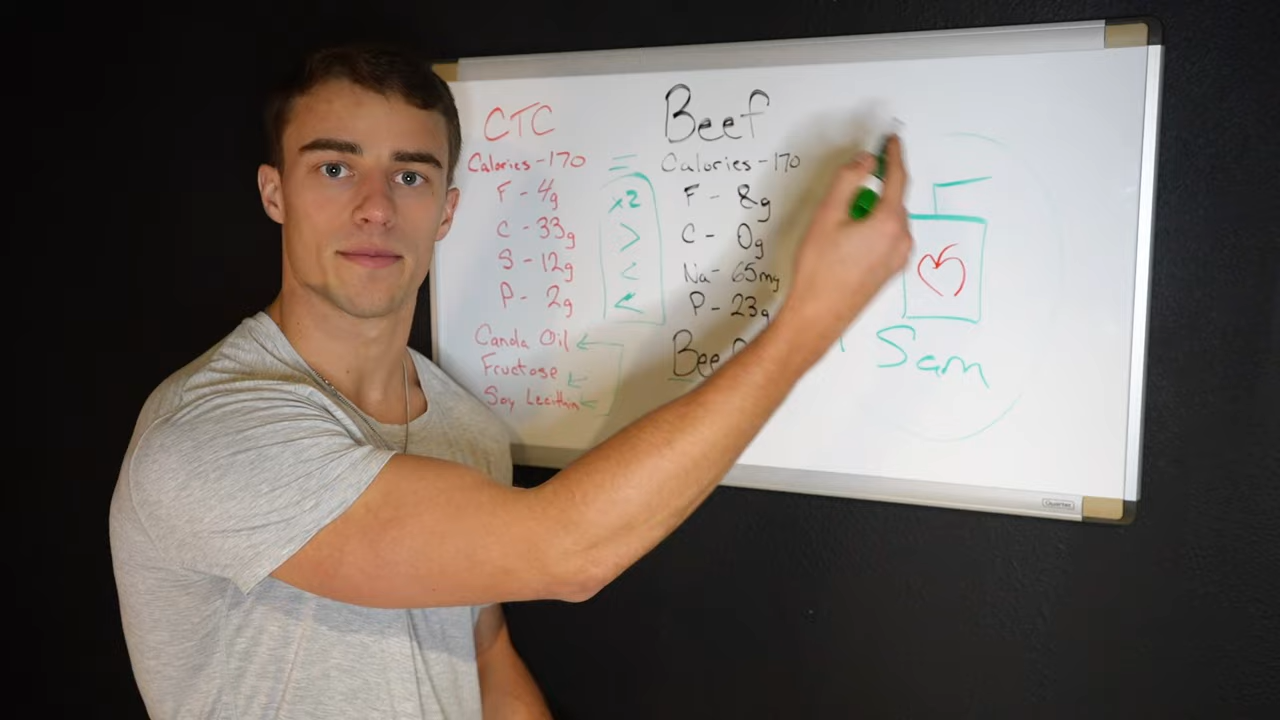 CTC
Calories - 170
F - 4g
C - 33g
S - 12g
P - 2g
Canola Oil
Fructose
Soy Lecithin
=
x2
>
<
<
Beef
Calories - 170
F - 8g
C - 0g
Na - 65mg
P - 23g
Sam
Quartet